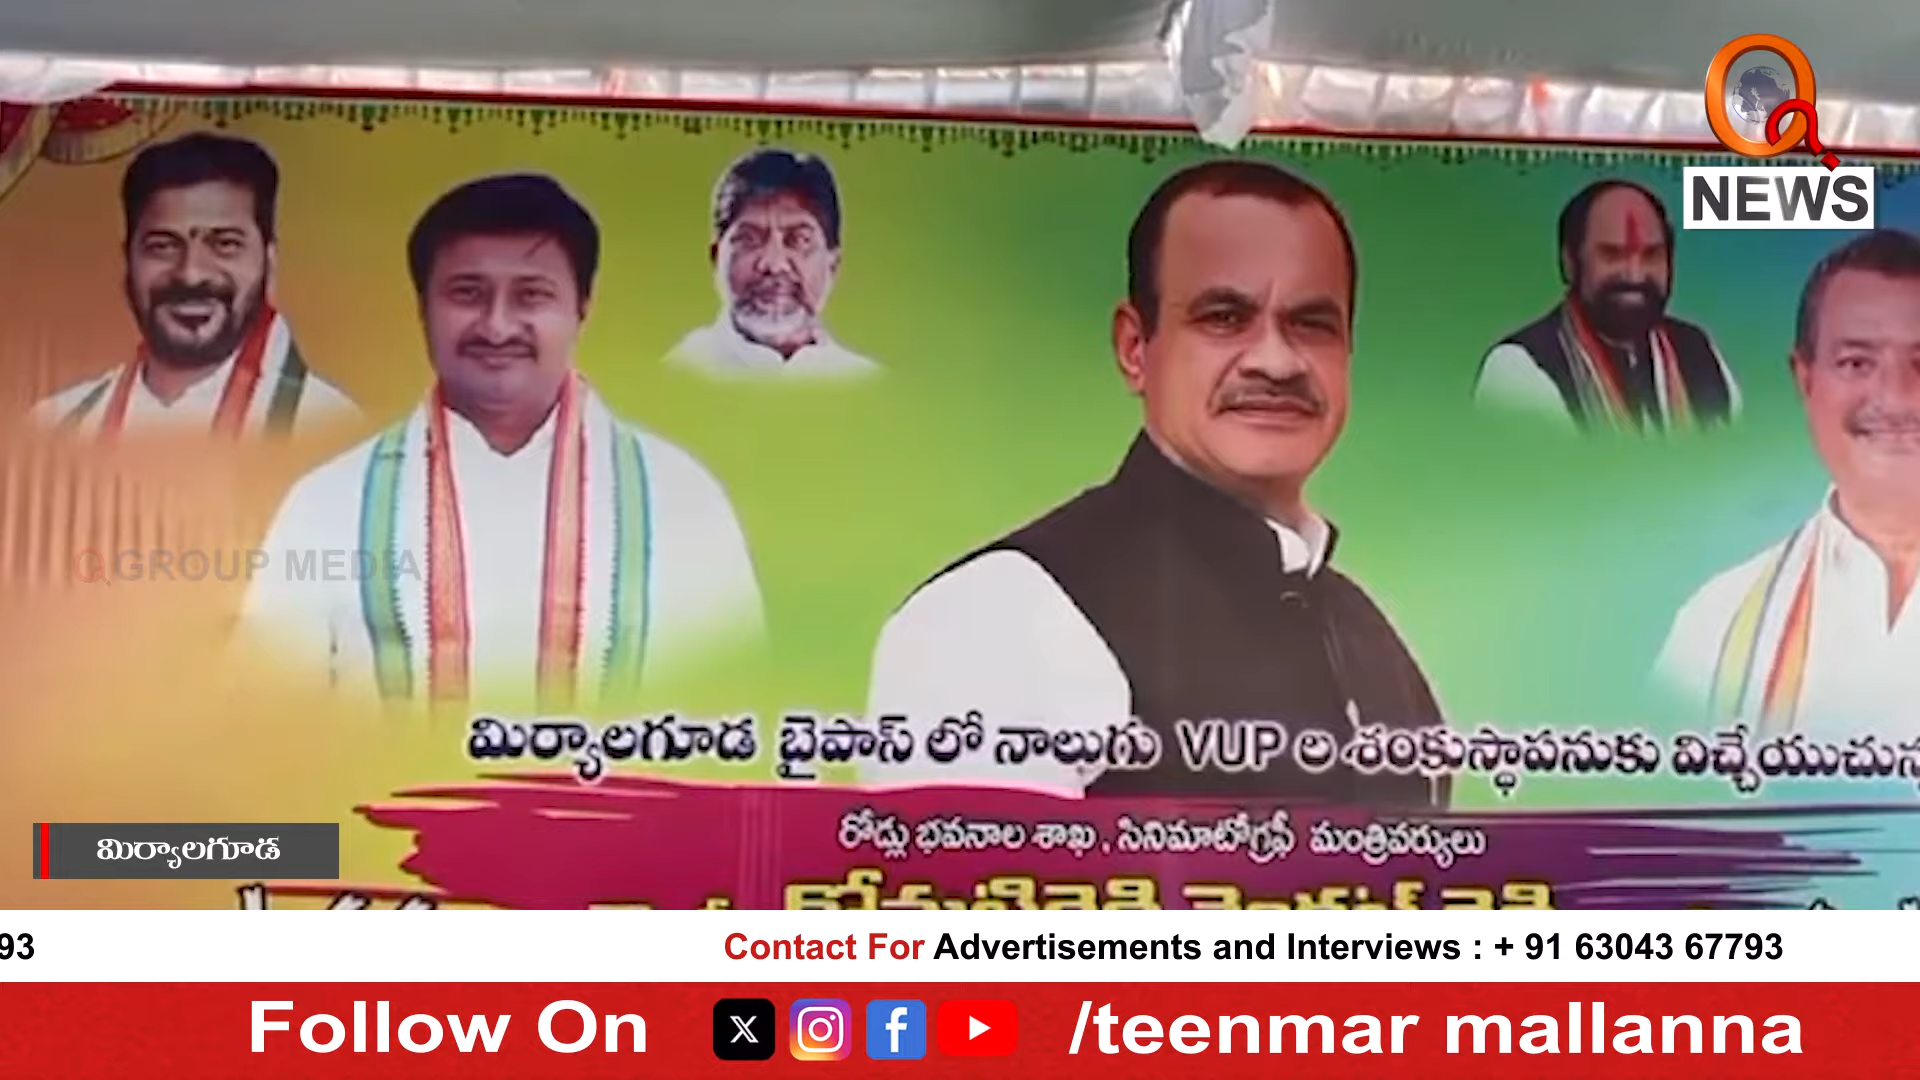 Q
NEWS
Q GROUP MEDIA
మిర్యాలగూడ బైపాస్ లో నాలుగు VUP ల శంకుస్థాపనుకు
రోడ్లు భవనాల శాఖ, సినిమాటోగ్రఫీ మంత్రివర్యులు
మిర్యాలగూడ
93 Contact For Advertisements and Interviews : + 91 63043 67793
Follow On /teenmar mallanna